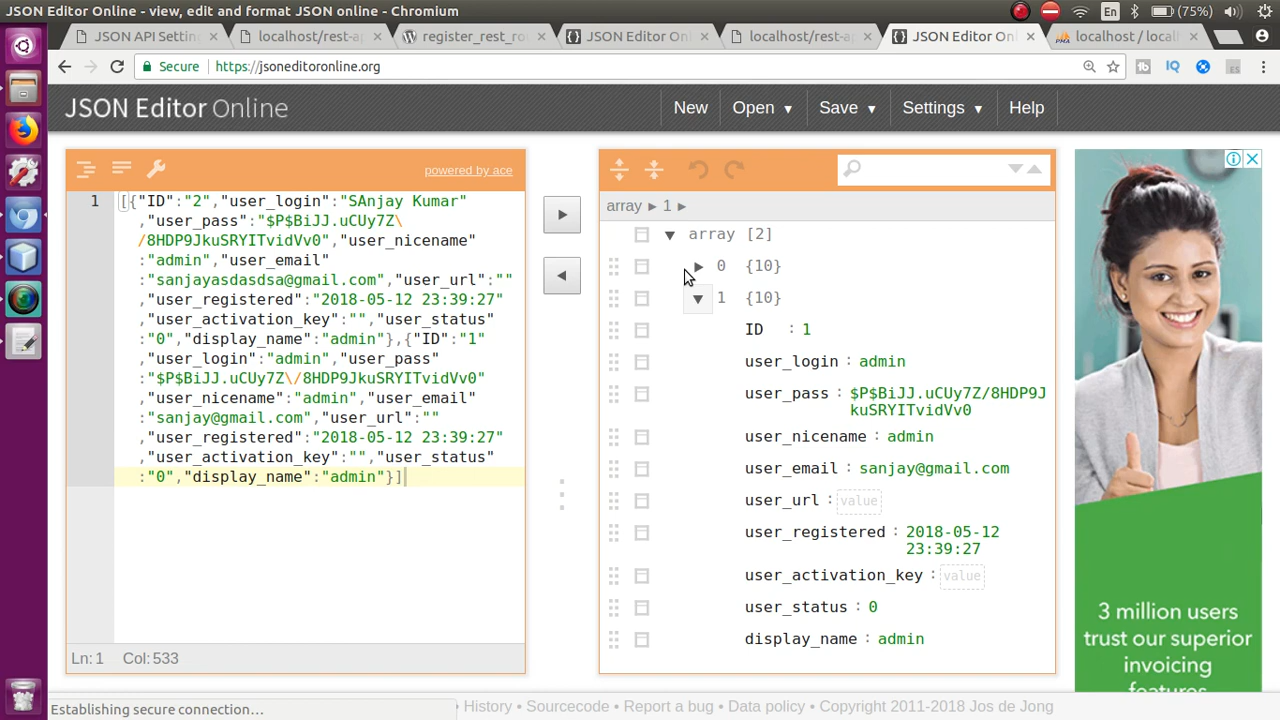 JSON Editor Online - view, edit and format JSON online - Chromium
En
(75%)
JSON API Settin
localhost/rest-a
register_rest_ro
JSON Editor Onl
localhost/rest-a
JSON Editor Onl
PMA
localhost / local
Secure
https://jsoneditoronline.org
IQ
ES
JSON Editor Online
New
Open
Save
Settings
Help
powered by ace
1
[{"ID":"2","user_login":"SAnjay Kumar"
,"user_pass":"$P$BiJJ.uCUy7Z\
/8HDP9JkuSRYITvidVv0","user_nicename"
:"admin","user_email"
:"sanjayasdasdsa@gmail.com","user_url":""
,"user_registered":"2018-05-12 23:39:27"
,"user_activation_key":"","user_status"
:"0","display_name":"admin"},{"ID":"1"
,"user_login":"admin","user_pass"
:"$P$BiJJ.uCUy7Z\/8HDP9JkuSRYITvidVv0"
,"user_nicename":"admin","user_email"
:"sanjay@gmail.com","user_url":""
,"user_registered":"2018-05-12 23:39:27"
,"user_activation_key":"","user_status"
:"0","display_name":"admin"}]
Ln:1 Col:533
array ▸ 1 ▸
array [2]
0 {10}
1 {10}
ID : 1
user_login : admin
user_pass : $P$BiJJ.uCUy7Z/8HDP9J
kuSRYITvidVv0
user_nicename : admin
user_email : sanjay@gmail.com
user_url : value
user_registered : 2018-05-12
23:39:27
user_activation_key : value
user_status : 0
display_name : admin
3 million users
trust our superior
invoicing
features.
Establishing secure connection…
• History • Sourcecode • Report a bug • Data policy • Copyright 2011-2018 Jos de Jong